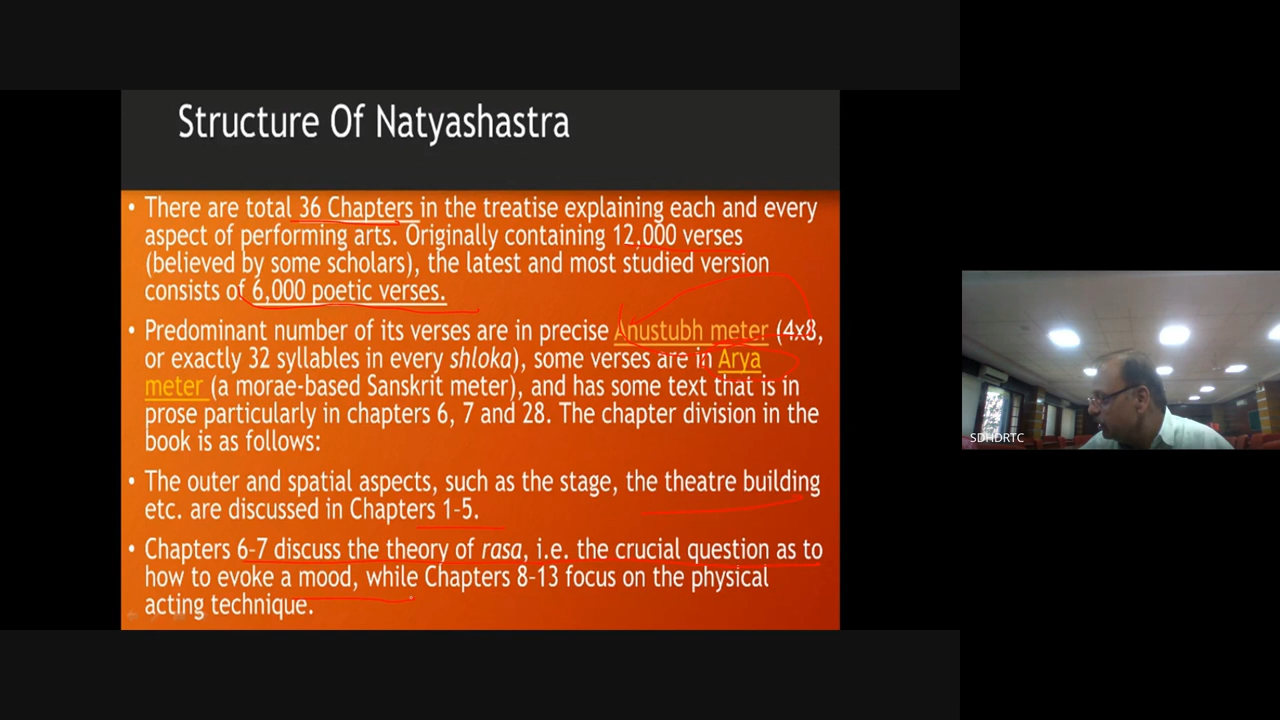 Structure Of Natyashastra
• There are total 36 Chapters in the treatise explaining each and every
aspect of performing arts. Originally containing 12,000 verses
(believed by some scholars), the latest and most studied version
consists of 6,000 poetic verses.
• Predominant number of its verses are in precise Anustubh meter (4x8,
or exactly 32 syllables in every shloka), some verses are in Arya
meter (a morae-based Sanskrit meter), and has some text that is in
prose particularly in chapters 6, 7 and 28. The chapter division in the
book is as follows:
• The outer and spatial aspects, such as the stage, the theatre building
etc. are discussed in Chapters 1-5.
• Chapters 6-7 discuss the theory of rasa, i.e. the crucial question as to
how to evoke a mood, while Chapters 8-13 focus on the physical
acting technique.
SDHDRTC